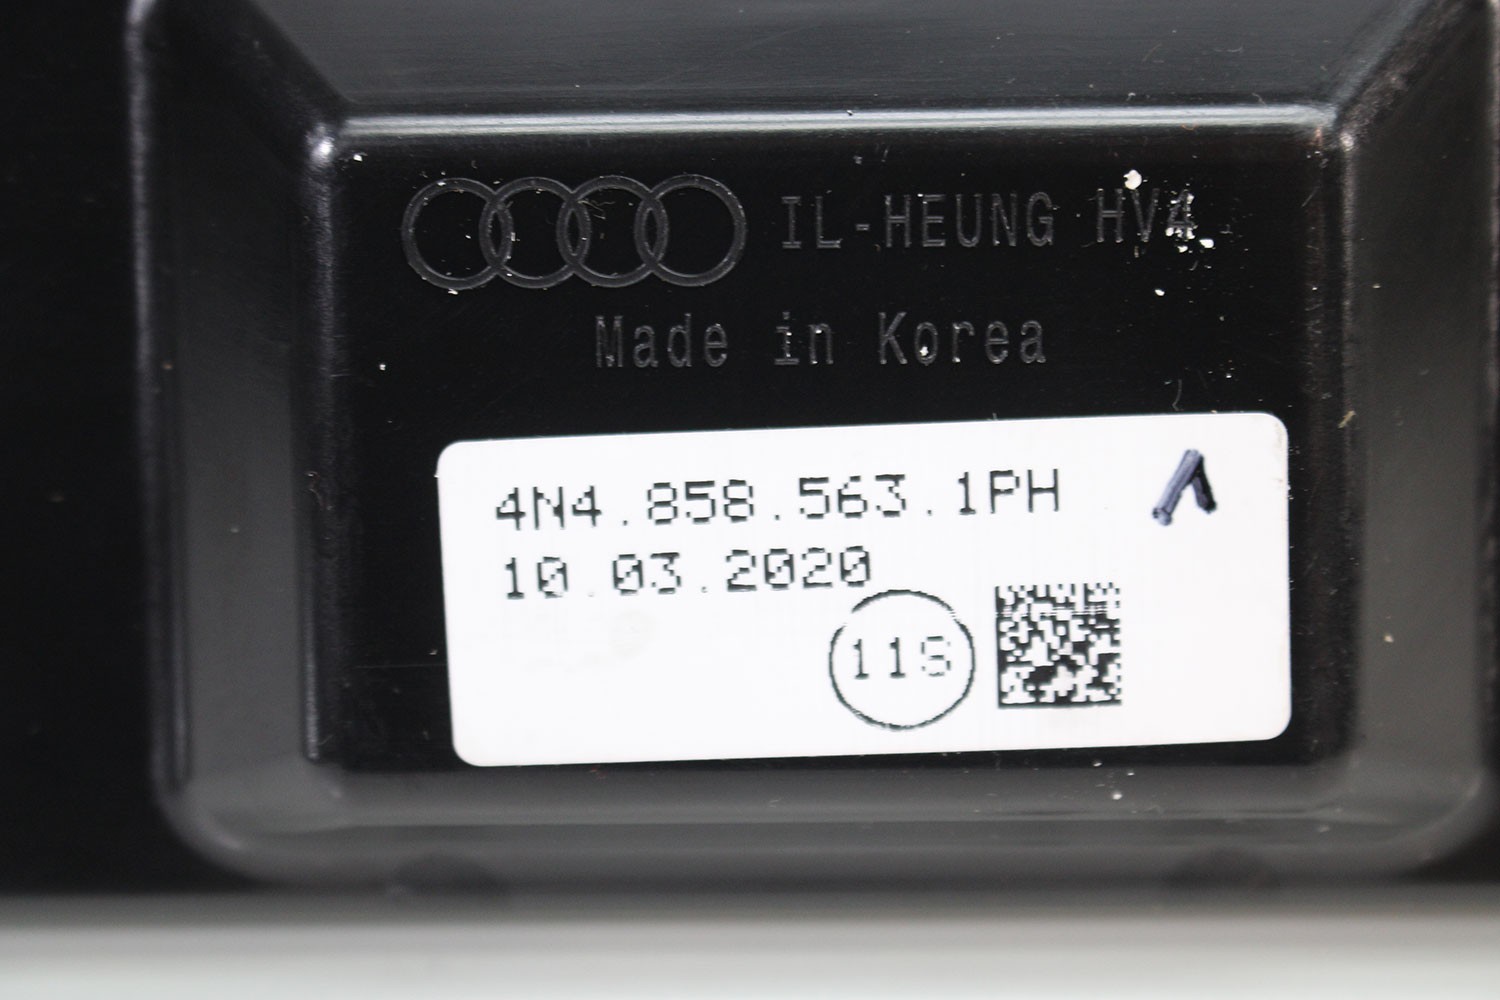 IL-HEUNG HV4
Made in Korea
4N4.858.563.1PH
10.03.2020
11S